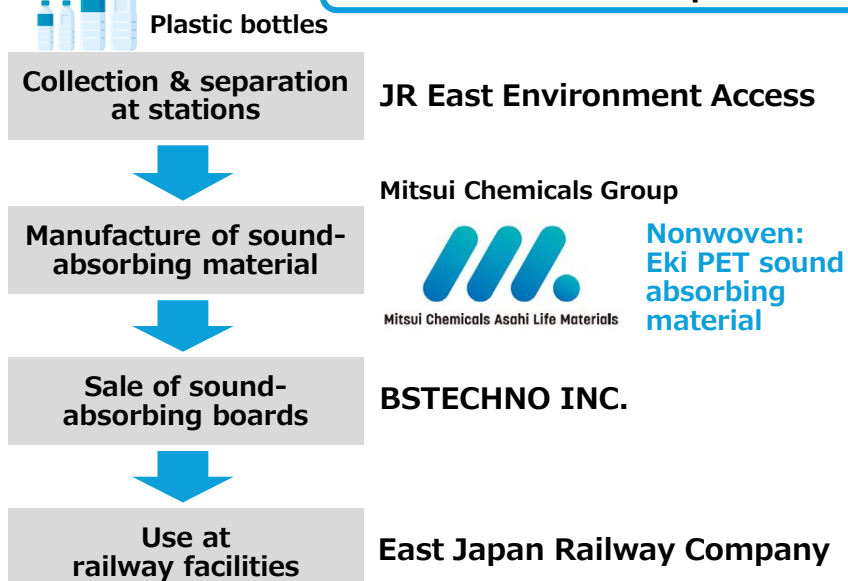 Plastic bottles
Collection & separation
at stations
JR East Environment Access
Mitsui Chemicals Group
Manufacture of sound-
absorbing material
Mitsui Chemicals Asahi Life Materials
Nonwoven:
Eki PET sound
absorbing
material
Sale of sound-
absorbing boards
BSTECHNO INC.
Use at
railway facilities
East Japan Railway Company